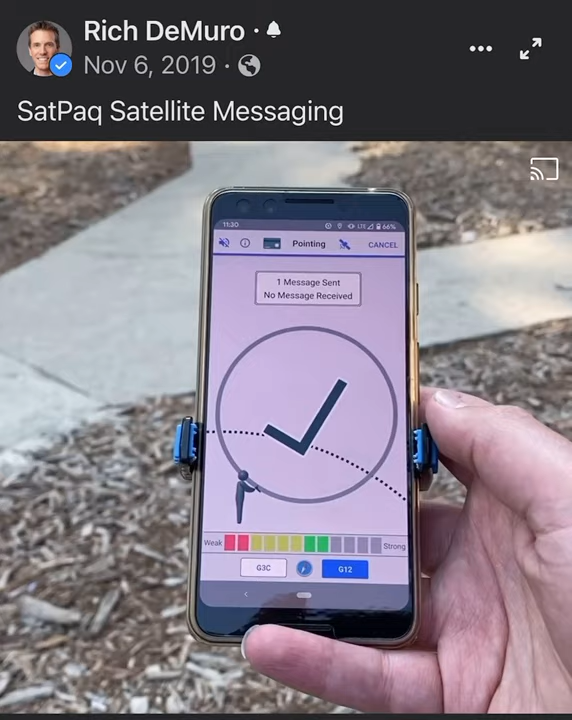 Rich DeMuro ·
Nov 6, 2019 ·
SatPaq Satellite Messaging
11:30
LTE 66%
Pointing
CANCEL
1 Message Sent
No Message Received
Weak
Strong
G3C
G12